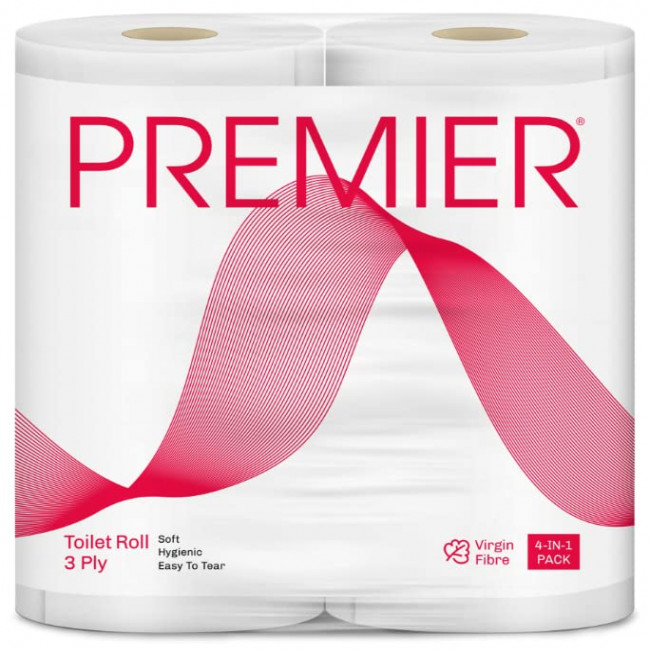 PREMIER®
Toilet Roll
3 Ply
Soft
Hygienic
Easy To Tear
Virgin
Fibre
4-IN-1
PACK